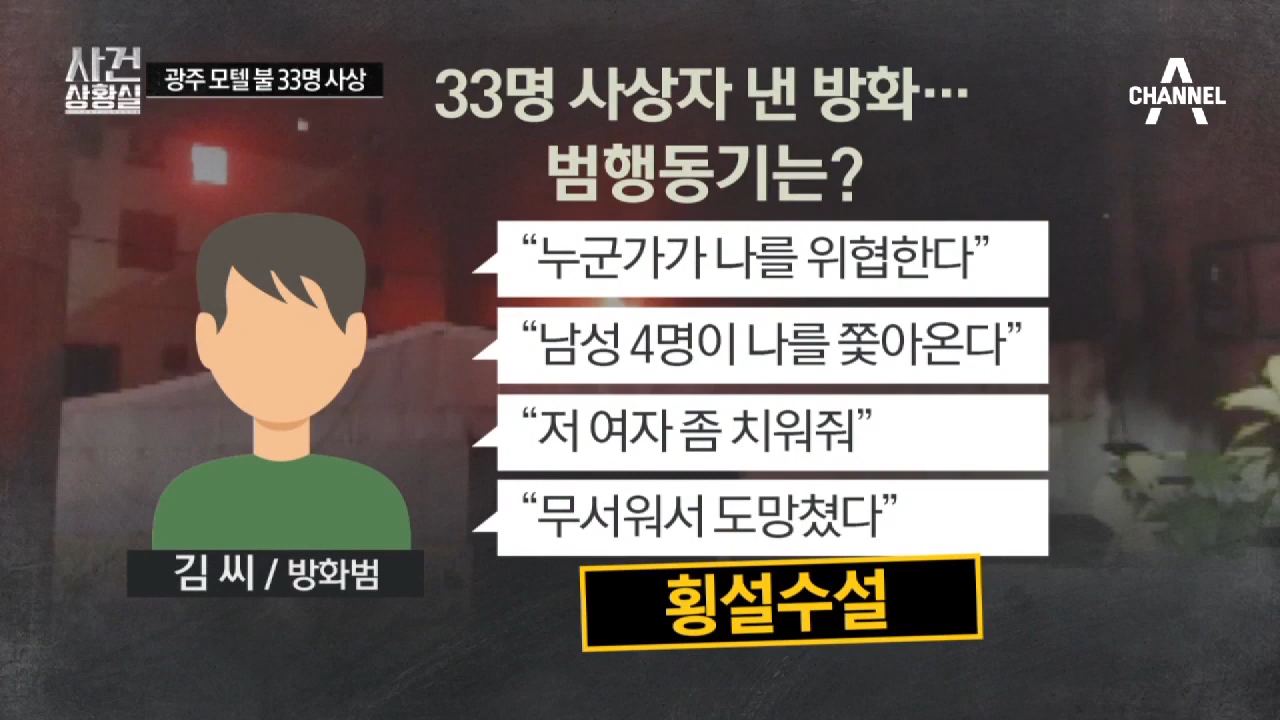 사건
상황실
광주 모텔 불 33명 사상
33명 사상자 낸 방화…
범행동기는?
CHANNEL
“누군가가 나를 위협한다”
“남성 4명이 나를 쫓아온다”
“저 여자 좀 치워줘”
“무서워서 도망쳤다”
김 씨 / 방화범
횡설수설